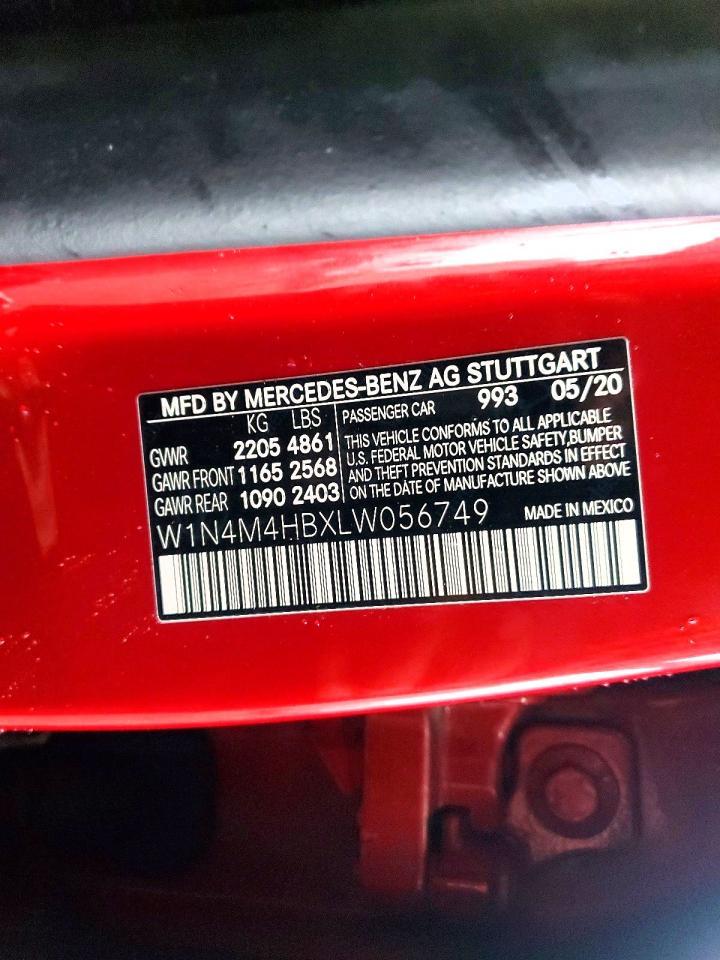 MFD BY MERCEDES-BENZ AG STUTTGART
KG LBS
GVWR 2205 4861
GAWR FRONT 1165 2568
GAWR REAR 1090 2403
PASSENGER CAR 993 05/20
THIS VEHICLE CONFORMS TO ALL APPLICABLE
U.S. FEDERAL MOTOR VEHICLE SAFETY,BUMPER
AND THEFT PREVENTION STANDARDS IN EFFECT
ON THE DATE OF MANUFACTURE SHOWN ABOVE
W1N4M4HBXLW056749 MADE IN MEXICO